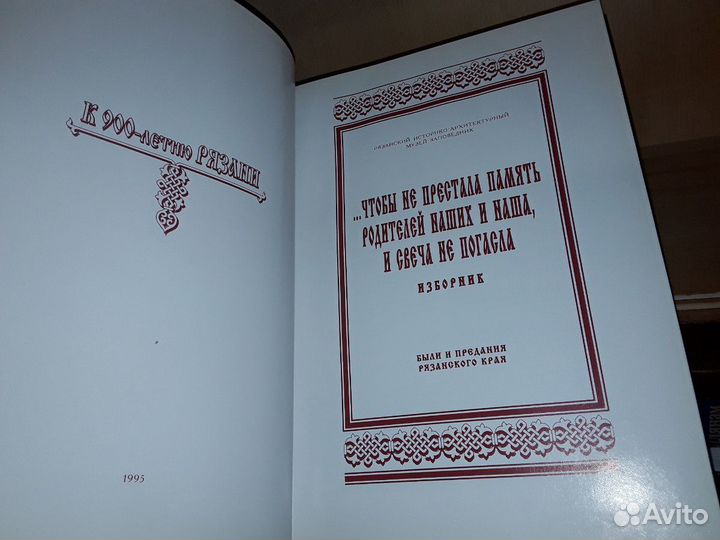 К 900-летию РЯЗАНИ
1995
РЯЗАНСКИЙ ИСТОРИКО-АРХИТЕКТУРНЫЙ
МУЗЕЙ-ЗАПОВЕДНИК
...ЧТОБЫ НЕ ПРЕСТАЛА ПАМЯТЬ
РОДИТЕЛЕЙ НАШИХ И НАША,
И СВЕЧА НЕ ПОГАСЛА
ИЗБОРНИК
БЫЛИ И ПРЕДАНИЯ
РЯЗАНСКОГО КРАЯ
Avito